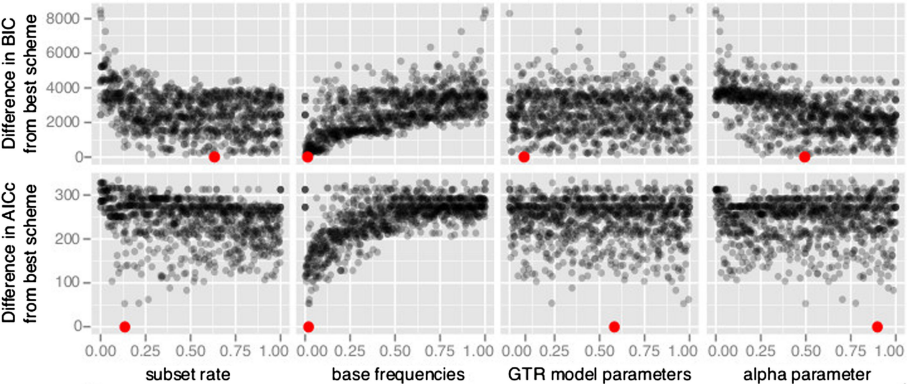 Difference in BIC
from best scheme
8000
6000
4000
2000
0
Difference in AICc
from best scheme
300
200
100
0
0.00 0.25 0.50 0.75 1.00 0.00 0.25 0.50 0.75 1.00 0.00 0.25 0.50 0.75 1.00 0.00 0.25 0.50 0.75 1.00
subset rate base frequencies GTR model parameters alpha parameter